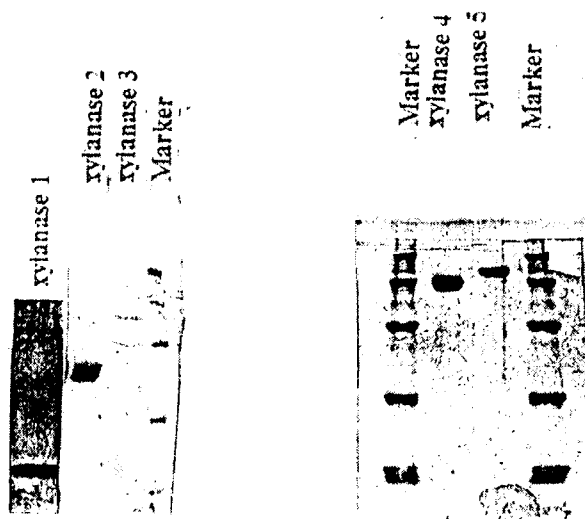 xylanase 1
xylanase 2
xylanase 3
Marker
Marker
xylanase 4
xylanase 5
Marker